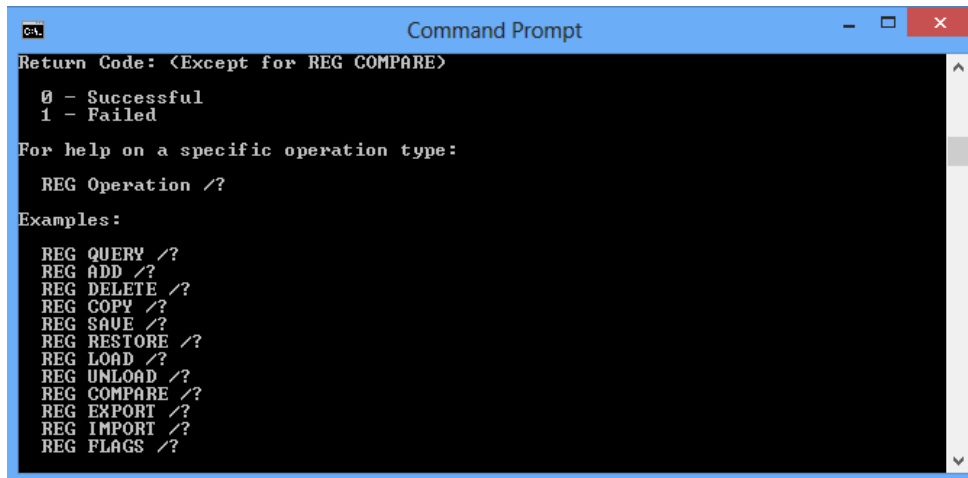 C:\.
Command Prompt
Return Code: (Except for REG COMPARE)
0 - Successful
1 - Failed
For help on a specific operation type:
REG Operation /?
Examples:
REG QUERY /?
REG ADD /?
REG DELETE /?
REG COPY /?
REG SAVE /?
REG RESTORE /?
REG LOAD /?
REG UNLOAD /?
REG COMPARE /?
REG EXPORT /?
REG IMPORT /?
REG FLAGS /?